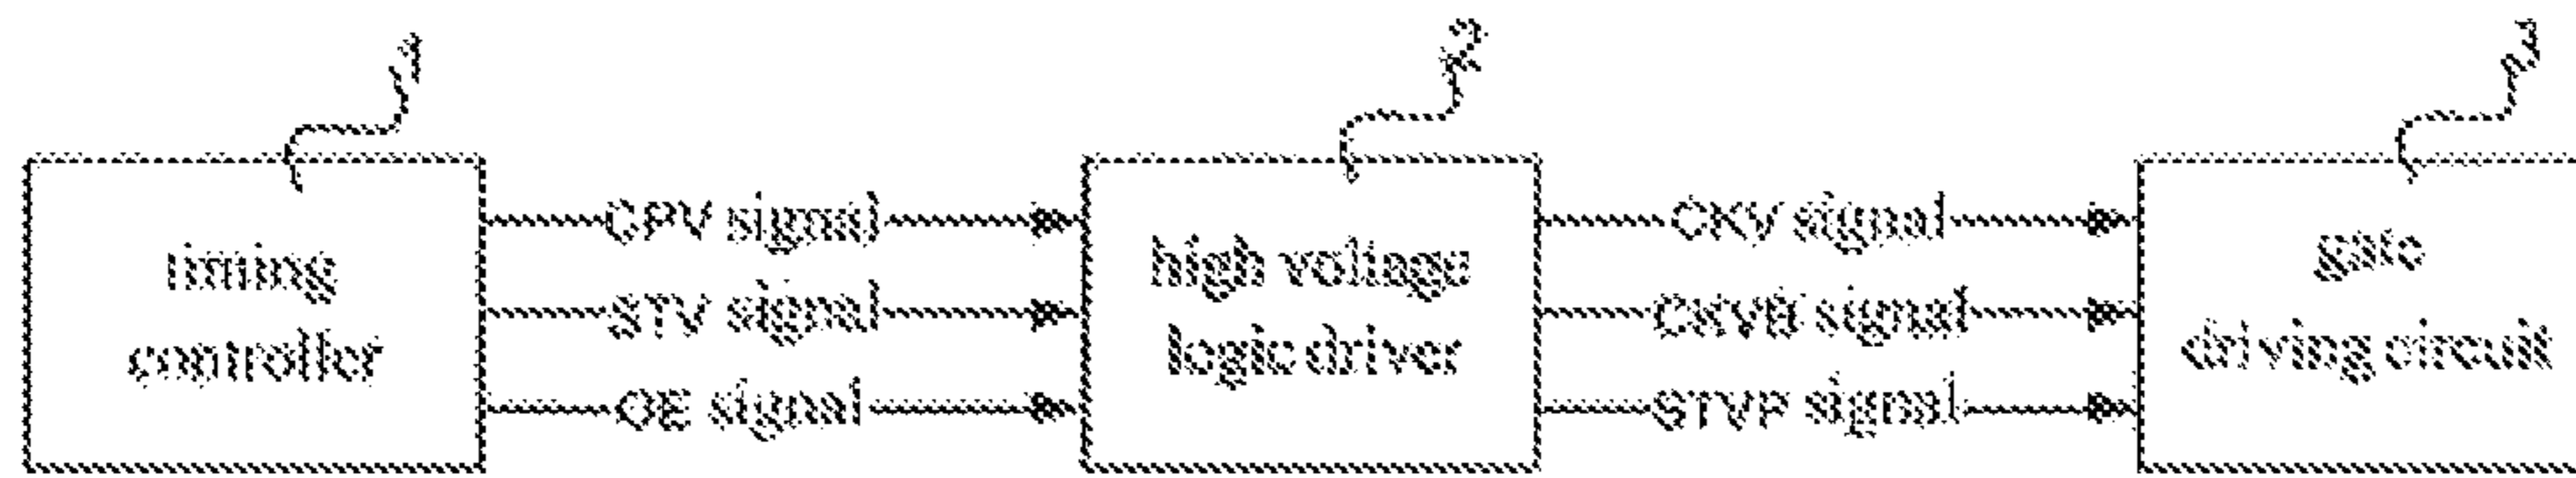 timing
controller
CPV signal
STV signal
OE signal
high voltage
logic driver
CKV signal
CKVB signal
STVP signal
gate
driving circuit